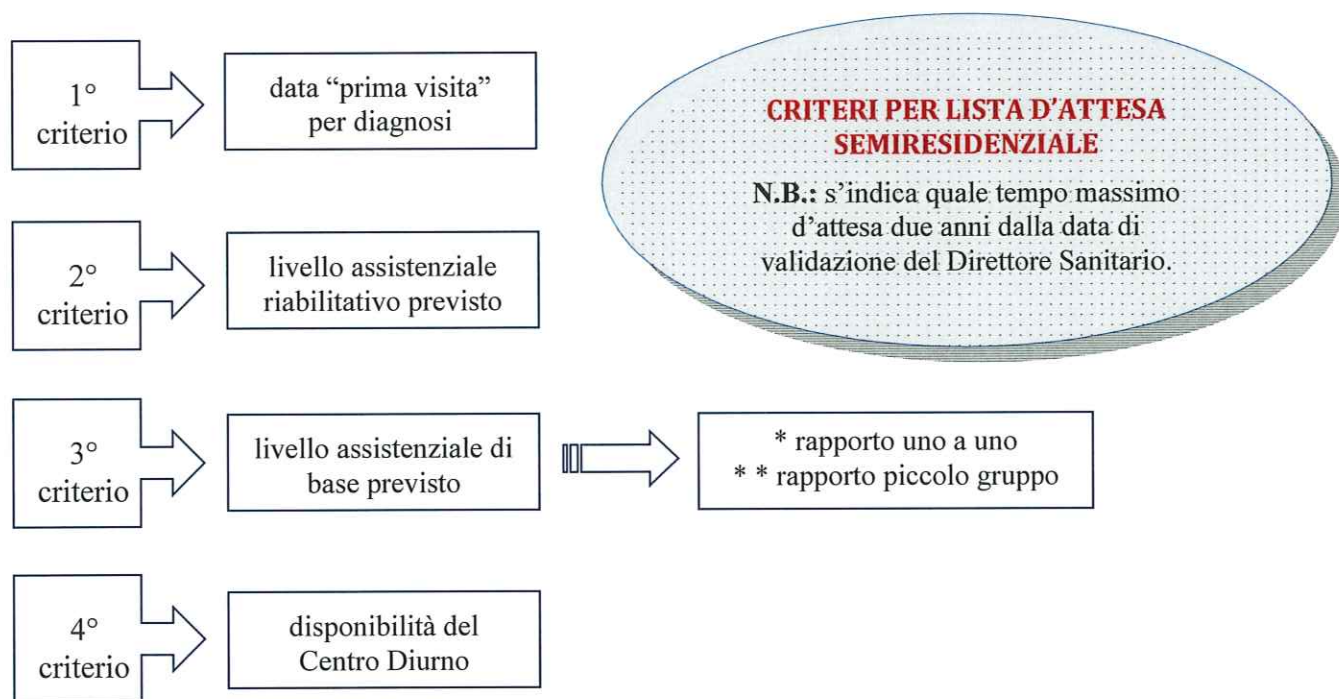 1°
criterio
data “prima visita”
per diagnosi
CRITERI PER LISTA D’ATTESA
SEMIRESIDENZIALE
N.B.: s’indica quale tempo massimo
d’attesa due anni dalla data di
validazione del Direttore Sanitario.
2°
criterio
livello assistenziale
riabilitativo previsto
3°
criterio
livello assistenziale di
base previsto
* rapporto uno a uno
* * rapporto piccolo gruppo
4°
criterio
disponibilità del
Centro Diurno